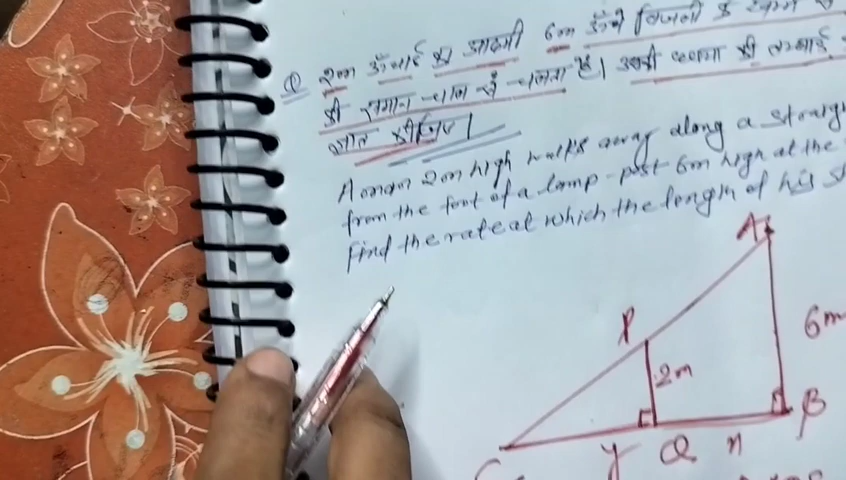 Q 2m ऊँचाई का आदमी 6m ऊँचे बिजली के खम्भे से
की समान चाल से चलता है। उसकी छाया की लम्बाई
ज्ञात कीजिए।
A man 2m high walks away along a straight
from the foot of a lamp-post 6m high at the
Find the rate at which the length of his
A
P
6m
2m
B
C y Q x